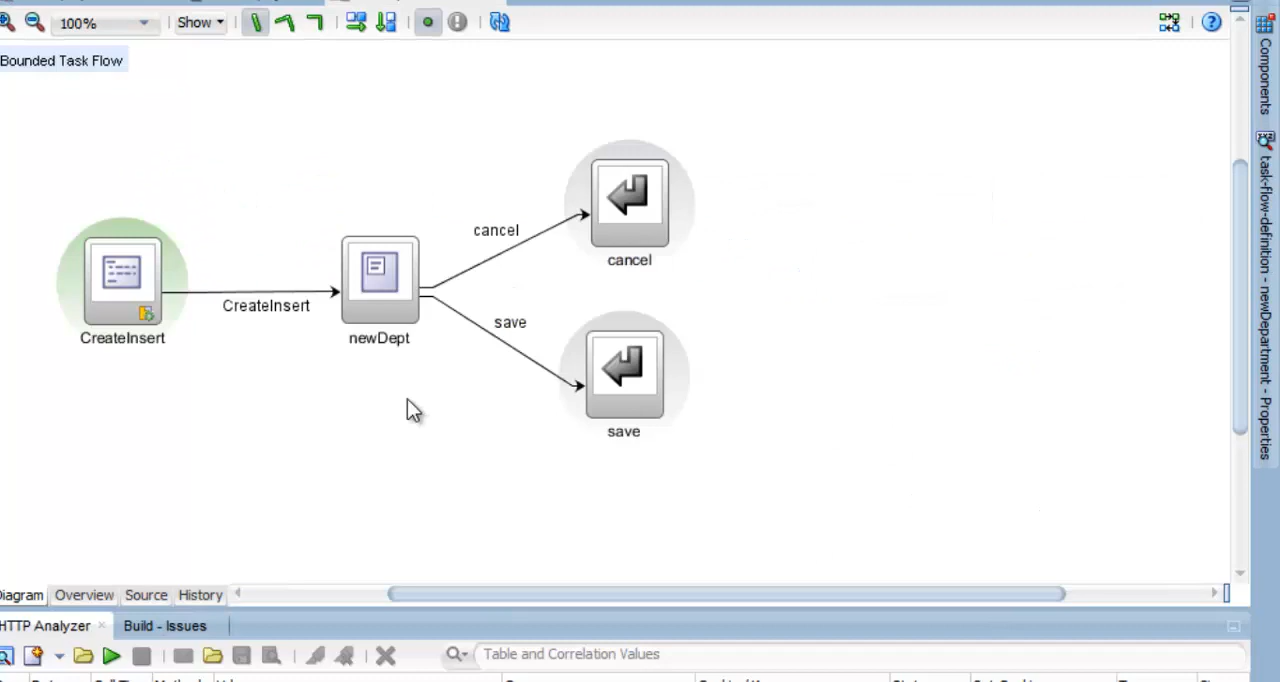 100%
Show
Bounded Task Flow
Components
task-flow-definition - newDepartment - Properties
cancel
cancel
CreateInsert
CreateInsert
newDept
save
save
Diagram Overview Source History
HTTP Analyzer Build - Issues
Table and Correlation Values